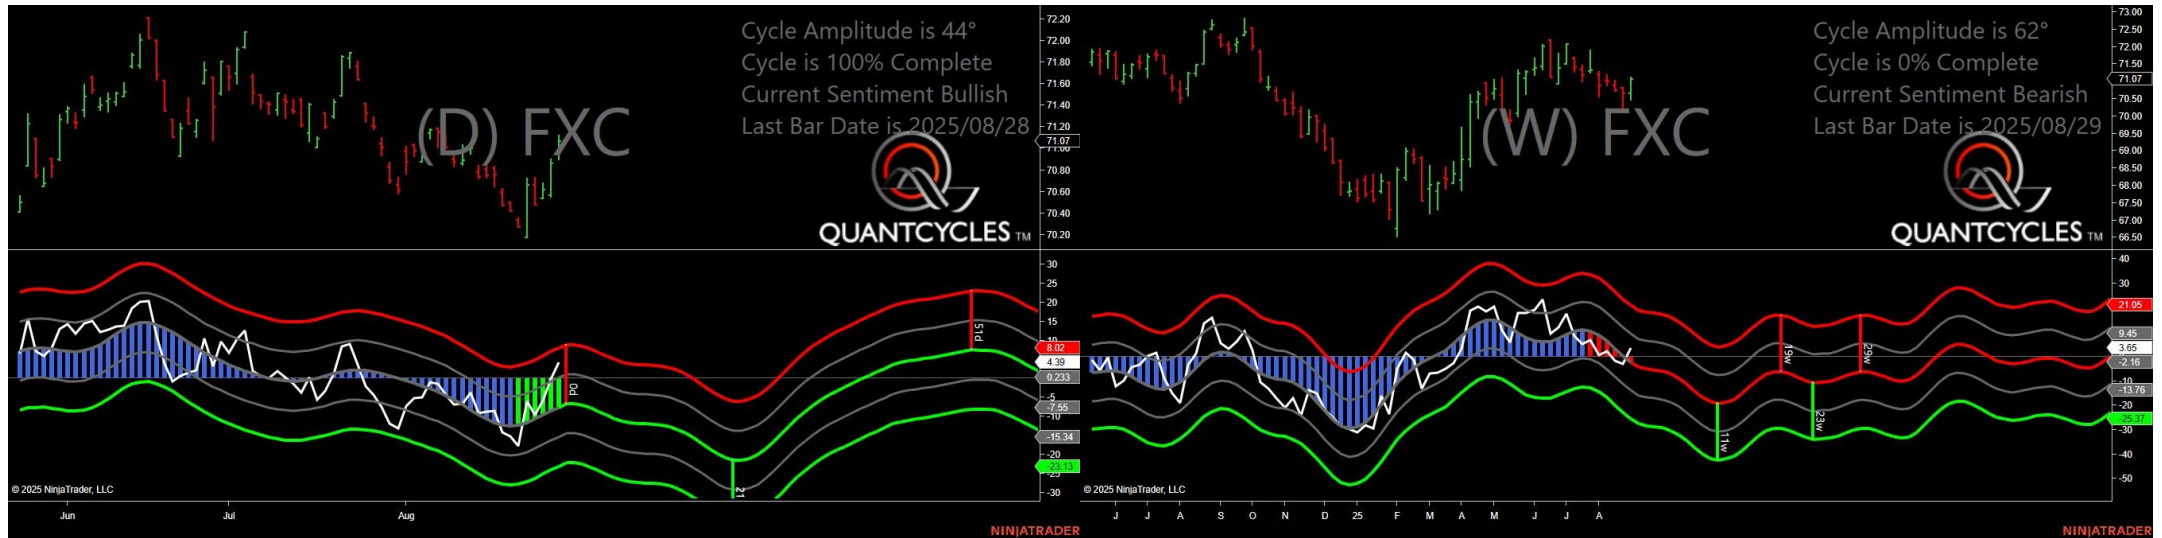 Cycle Amplitude is 44°
Cycle is 100% Complete
Current Sentiment Bullish
Last Bar Date is 2025/08/28
(D) FXC
QUANTCYCLES TM
72.20
72.00
71.80
71.60
71.40
71.20
71.07
71.00
70.80
70.60
70.40
70.20
30
25
20
15
10
8.02
4.39
0.233
-5
-7.55
-10
-15.34
-20
-23.13
-30
0d
21
51d
© 2025 NinjaTrader, LLC
Jun
Jul
Aug
NINJATRADER
Cycle Amplitude is 62°
Cycle is 0% Complete
Current Sentiment Bearish
Last Bar Date is 2025/08/29
(W) FXC
QUANTCYCLES TM
73.00
72.50
72.00
71.50
71.07
70.50
70.00
69.50
69.00
68.50
68.00
67.50
67.00
66.50
40
30
21.05
9.45
3.65
-2.16
-10
-13.76
-20
-25.37
-30
-40
-50
11w
19w
23w
29w
© 2025 NinjaTrader, LLC
J
J
A
S
O
N
D
25
F
M
A
M
J
J
A
NINJATRADER